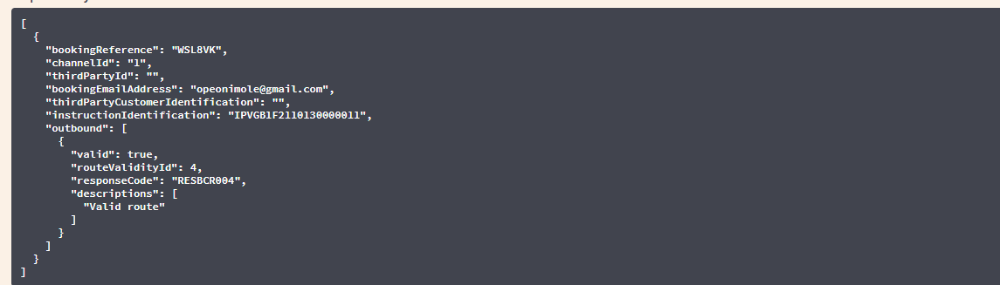 [
{
"bookingReference": "WSL8VK",
"channelId": "1",
"thirdPartyId": "",
"bookingEmailAddress": "opeonimole@gmail.com",
"thirdPartyCustomerIdentification": "",
"instructionIdentification": "IPVGB1F2110130000011",
"outbound": [
{
"valid": true,
"routeValidityId": 4,
"responseCode": "RESBCR004",
"descriptions": [
"Valid route"
]
}
]
}
]